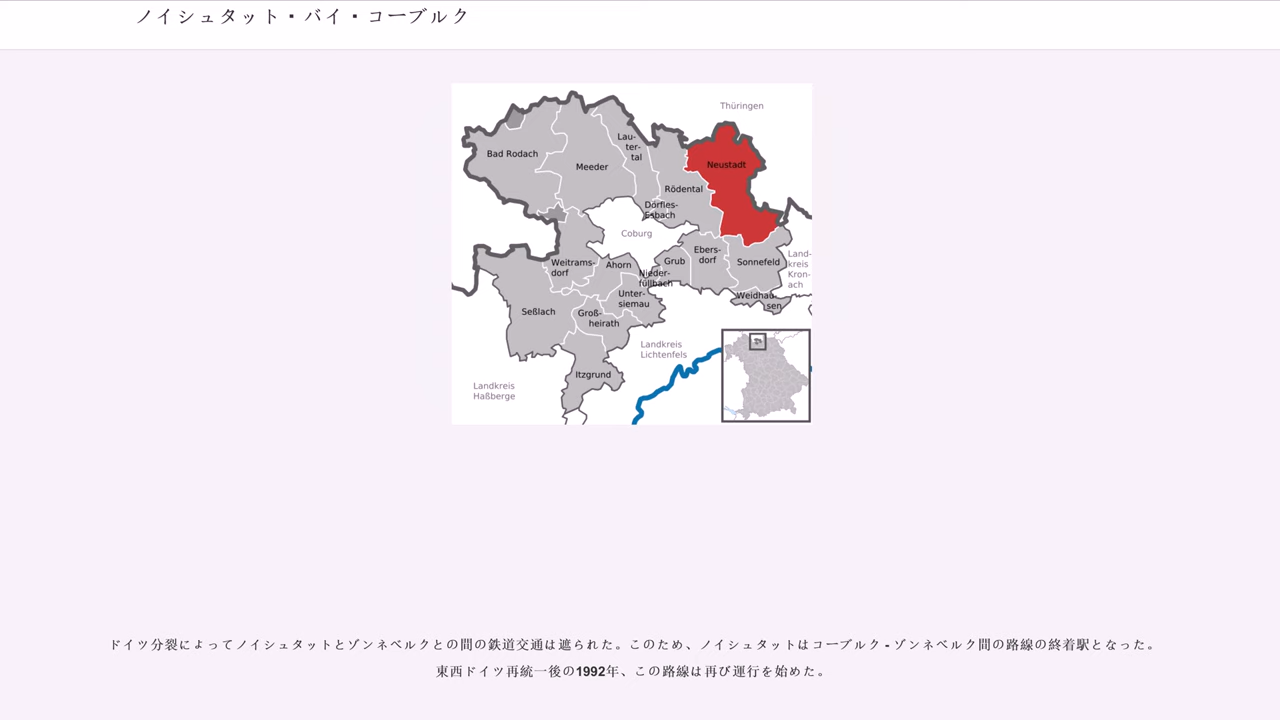 ノイシュタット・バイ・コーブルク
Thüringen
Lau-
ter-
tal
Bad Rodach
Meeder
Neustadt
Rödental
Dörfles-
Esbach
Coburg
Ebers-
dorf
Weitrams-
dorf
Ahorn
Grub
Sonnefeld
Land-
kreis
Kron-
ach
Nieder-
füllbach
Unter-
siemau
Weidhau-
sen
Seßlach
Groß-
heirath
Landkreis
Lichtenfels
Itzgrund
Landkreis
Haßberge
ドイツ分裂によってノイシュタットとゾンネベルクとの間の鉄道交通は遮られた。このため、ノイシュタットはコーブルク - ゾンネベルク間の路線の終着駅となった。
東西ドイツ再統一後の1992年、この路線は再び運行を始めた。